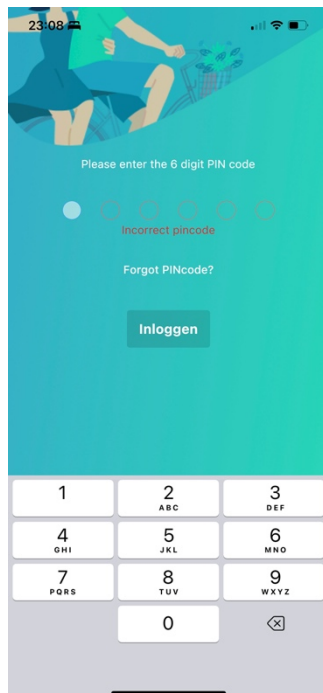 23:08
Please enter the 6 digit PIN code
Incorrect pincode
Forgot PINcode?
Inloggen
1 2 3
ABC DEF
4 5 6
GHI JKL MNO
7 8 9
PQRS TUV WXYZ
0